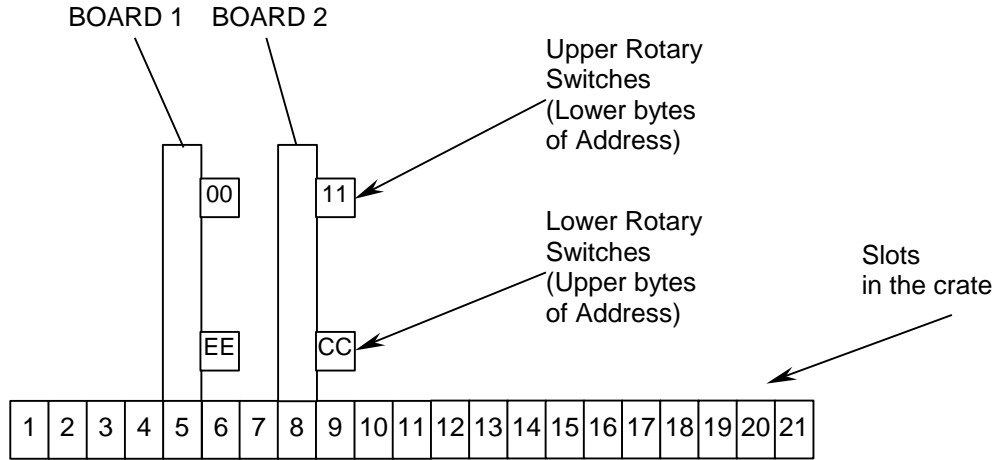 BOARD 1 BOARD 2
Upper Rotary
Switches
(Lower bytes
of Address)
00 11
Lower Rotary
Switches
(Upper bytes
of Address)
Slots
in the crate
EE CC
1 2 3 4 5 6 7 8 9 10 11 12 13 14 15 16 17 18 19 20 21